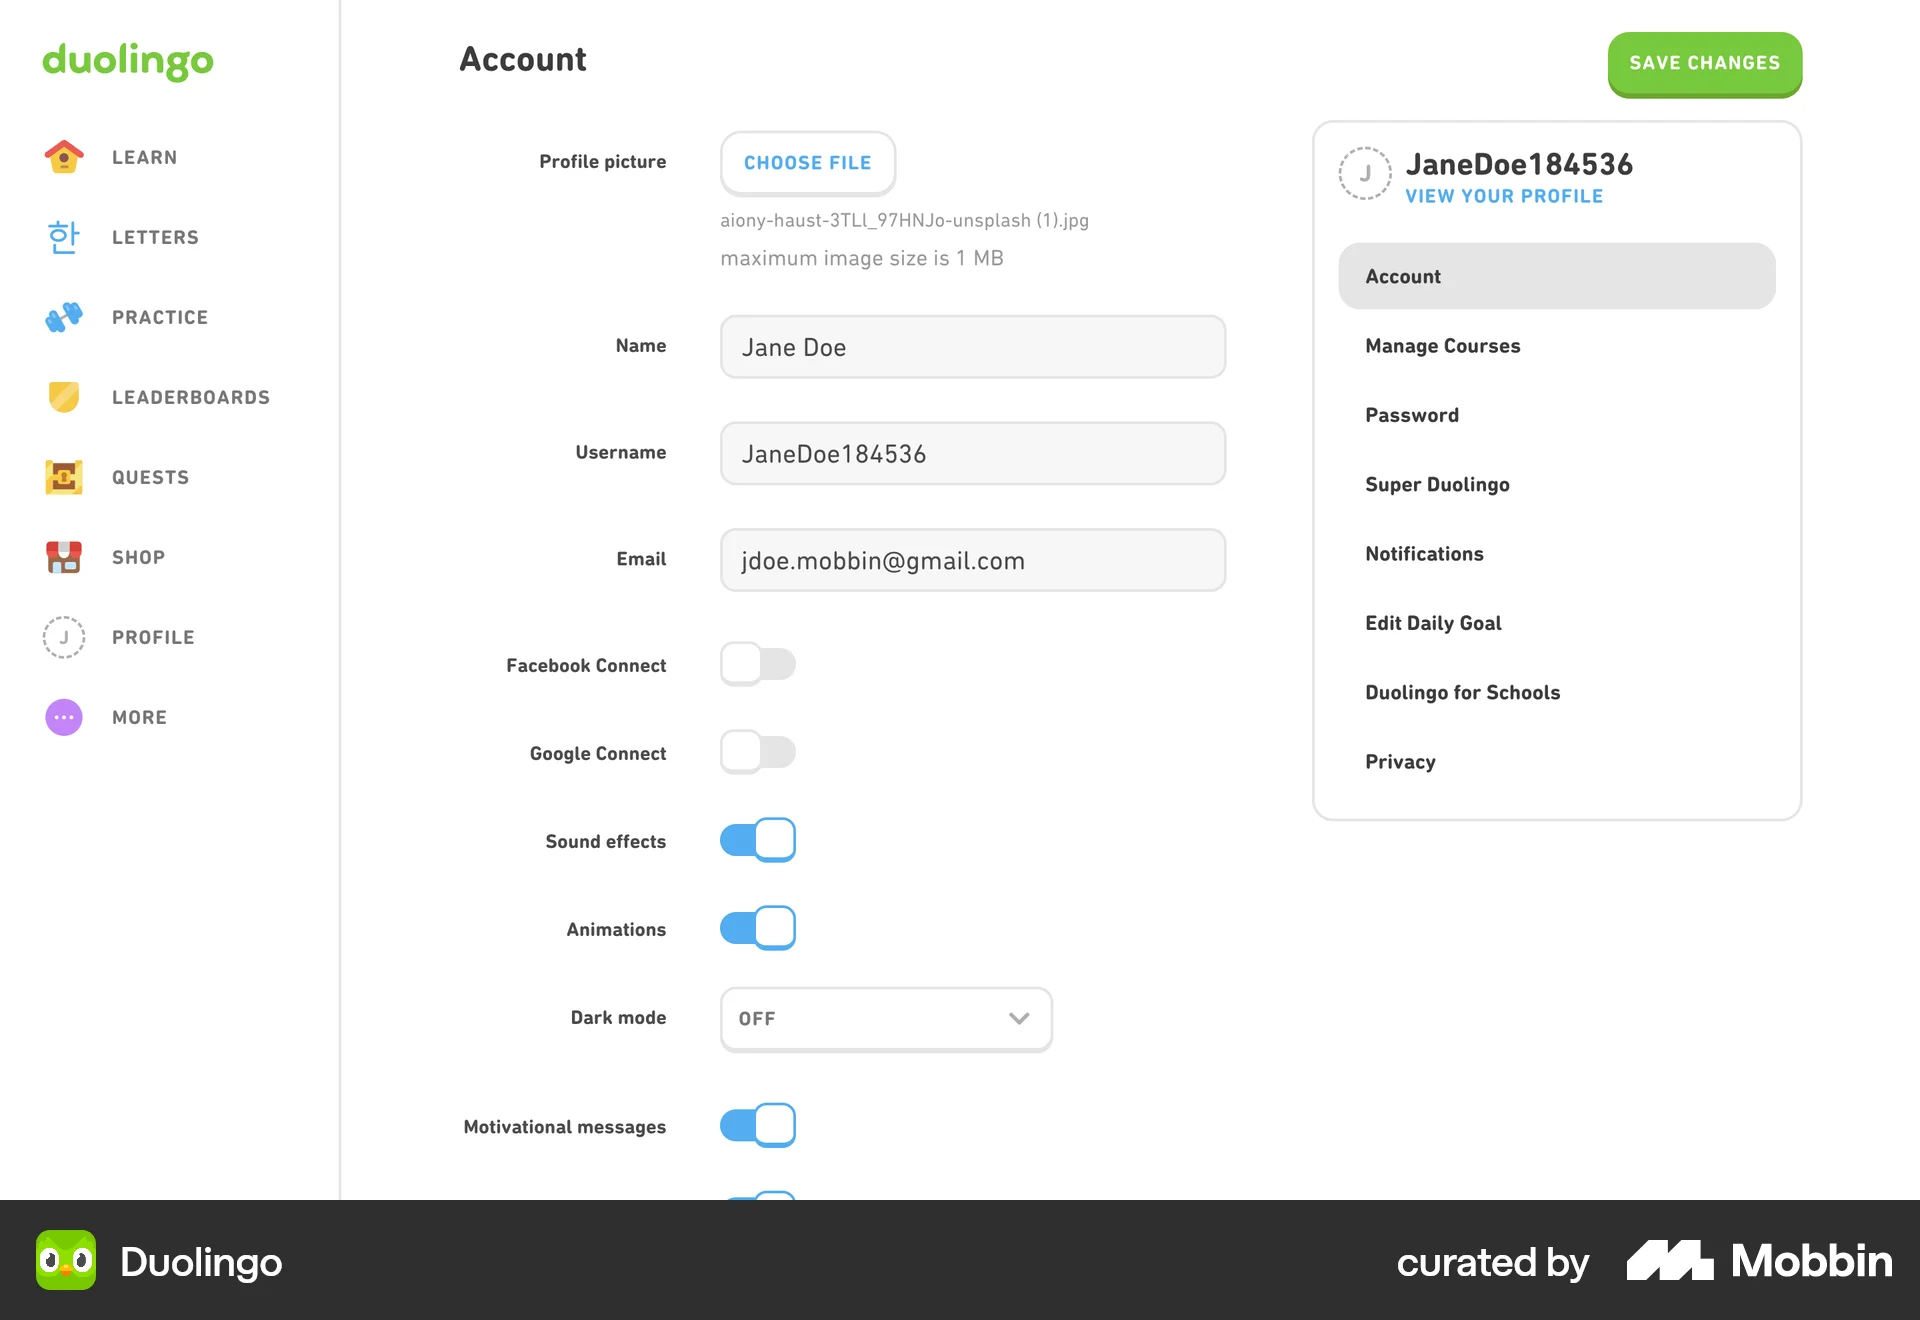 duolingo
LEARN
한
LETTERS
PRACTICE
LEADERBOARDS
QUESTS
SHOP
J
PROFILE
MORE
Account
SAVE CHANGES
Profile picture
CHOOSE FILE
aiony-haust-3TLl_97HNJo-unsplash (1).jpg
maximum image size is 1 MB
Name
Jane Doe
Username
JaneDoe184536
Email
jdoe.mobbin@gmail.com
Facebook Connect
Google Connect
Sound effects
Animations
Dark mode
OFF
Motivational messages
J
JaneDoe184536
VIEW YOUR PROFILE
Account
Manage Courses
Password
Super Duolingo
Notifications
Edit Daily Goal
Duolingo for Schools
Privacy
Duolingo
curated by
Mobbin